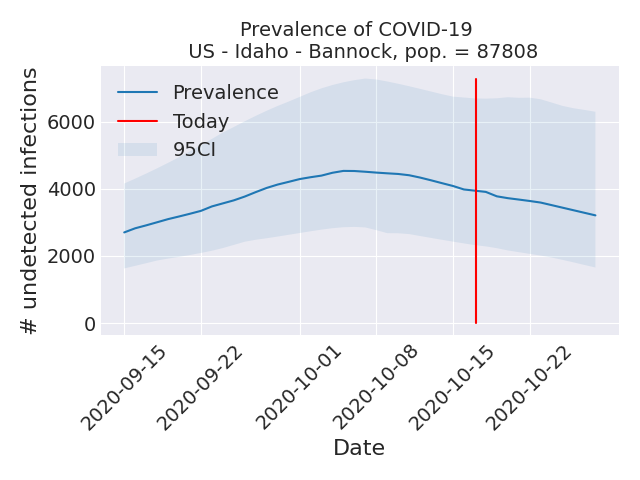 Prevalence of COVID-19
US - Idaho - Bannock, pop. = 87808
Prevalence
Today
95CI
# undetected infections
6000
4000
2000
0
2020-09-15
2020-09-22
2020-10-01
2020-10-08
2020-10-15
2020-10-22
Date